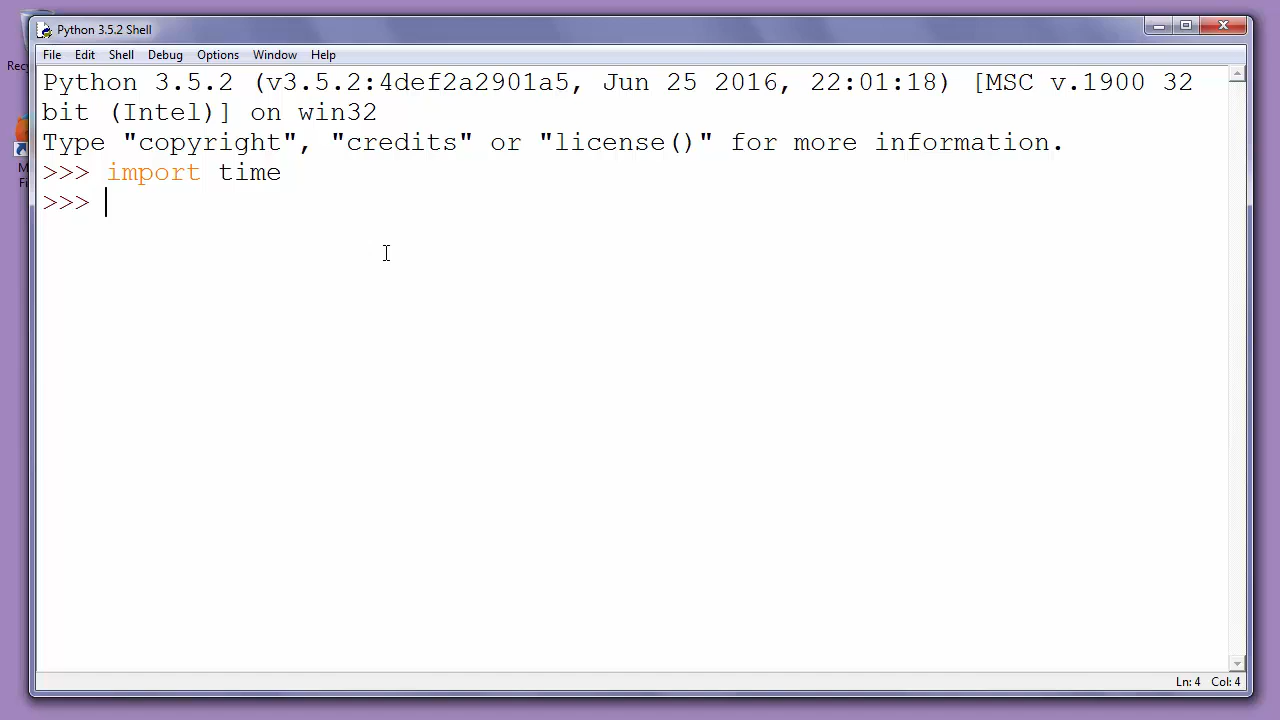 Python 3.5.2 Shell
File Edit Shell Debug Options Window Help
Python 3.5.2 (v3.5.2:4def2a2901a5, Jun 25 2016, 22:01:18) [MSC v.1900 32
bit (Intel)] on win32
Type "copyright", "credits" or "license()" for more information.
>>> import time
>>>
Ln: 4 Col: 4